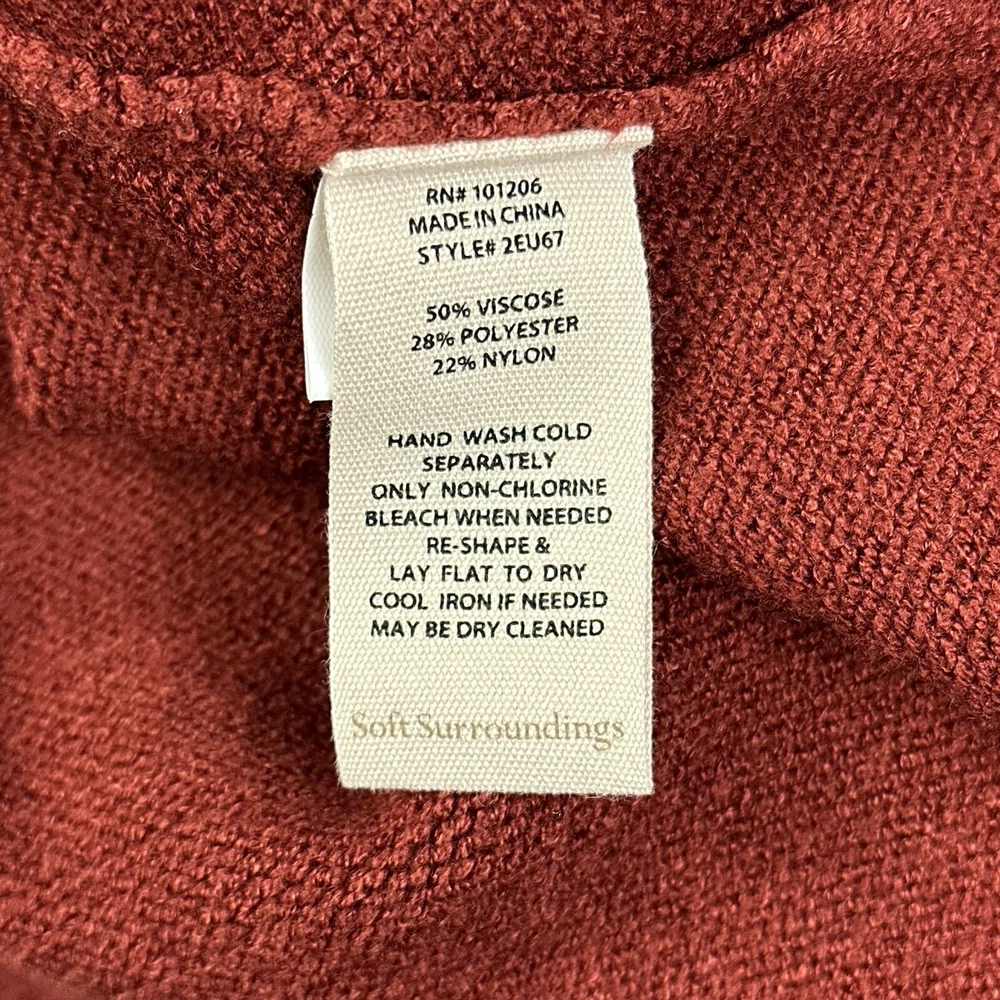 RN# 101206
MADE IN CHINA
STYLE# 2EU67
50% VISCOSE
28% POLYESTER
22% NYLON
HAND WASH COLD
SEPARATELY
ONLY NON-CHLORINE
BLEACH WHEN NEEDED
RE-SHAPE &
LAY FLAT TO DRY
COOL IRON IF NEEDED
MAY BE DRY CLEANED
Soft Surroundings